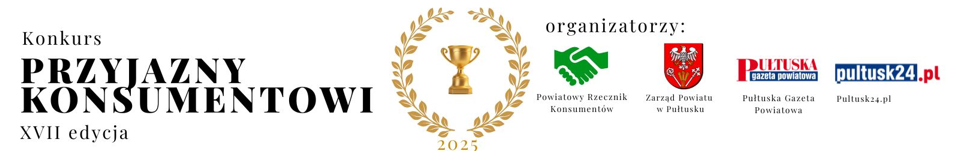 Konkurs
PRZYJAZNY
KONSUMENTOWI
XVII edycja
2025
organizatorzy:
Powiatowy Rzecznik
Konsumentów
Zarząd Powiatu
w Pułtusku
PUŁTUSKA
gazeta powiatowa
Pułtuska Gazeta
Powiatowa
pultusk24.pl
Pultusk24.pl